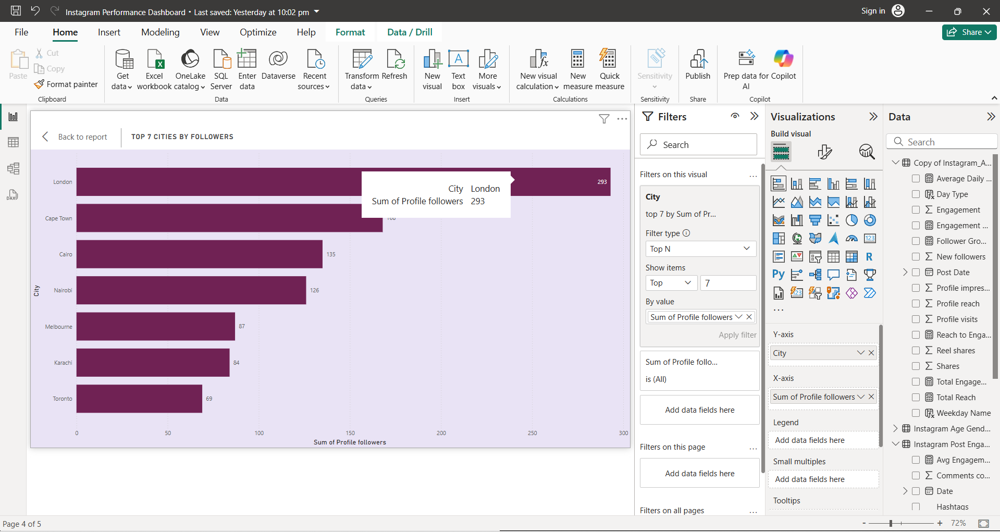 Instagram Performance Dashboard • Last saved: Yesterday at 10:02 pm
Sign in
File Home Insert Modeling View Optimize Help Format Data / Drill
Share
Paste
Cut
Copy
Format painter
Clipboard
Get data
Excel workbook
OneLake catalog
SQL Server
Enter data
Dataverse
Recent sources
Data
Transform data
Refresh
Queries
New visual
Text box
More visuals
Insert
New visual calculation
New measure
Quick measure
Calculations
Sensitivity
Sensitivity
Publish
Share
Prep data for AI
Copilot
Copilot
Back to report
TOP 7 CITIES BY FOLLOWERS
City
London 293
Cape Town
Cairo 135
Nairobi 126
Melbourne 87
Karachi 84
Toronto 69
City London
Sum of Profile followers 293
0 50 100 150 200 250 300
Sum of Profile followers
Filters
Search
Filters on this visual ...
City
top 7 by Sum of Pr...
Filter type
Top N
Show items
Top 7
By value
Sum of Profile followers
Apply filter
Sum of Profile follo...
is (All)
Add data fields here
Filters on this page ...
Add data fields here
Filters on all pages ...
Visualizations
Build visual
123
R
Py
123
...
Y-axis
City
X-axis
Sum of Profile followers
Legend
Add data fields here
Small multiples
Add data fields here
Tooltips
Data
Search
Copy of Instagram_A...
Average Daily ...
Day Type
Engagement
Engagement ...
Follower Gro...
New followers
Post Date
Profile impres...
Profile reach
Profile visits
Reach to Enga...
Reel shares
Shares
Total Engage...
Total Reach
Weekday Name
Instagram Age Gend...
Instagram Post Enga...
Avg Engagem...
Comments co...
Date
Hashtags
DAX
Page 4 of 5
- + 72%